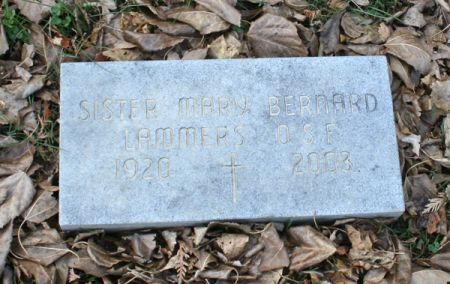 SISTER MARY BERNARD
LAMMERS O.S.F.
1920 2003